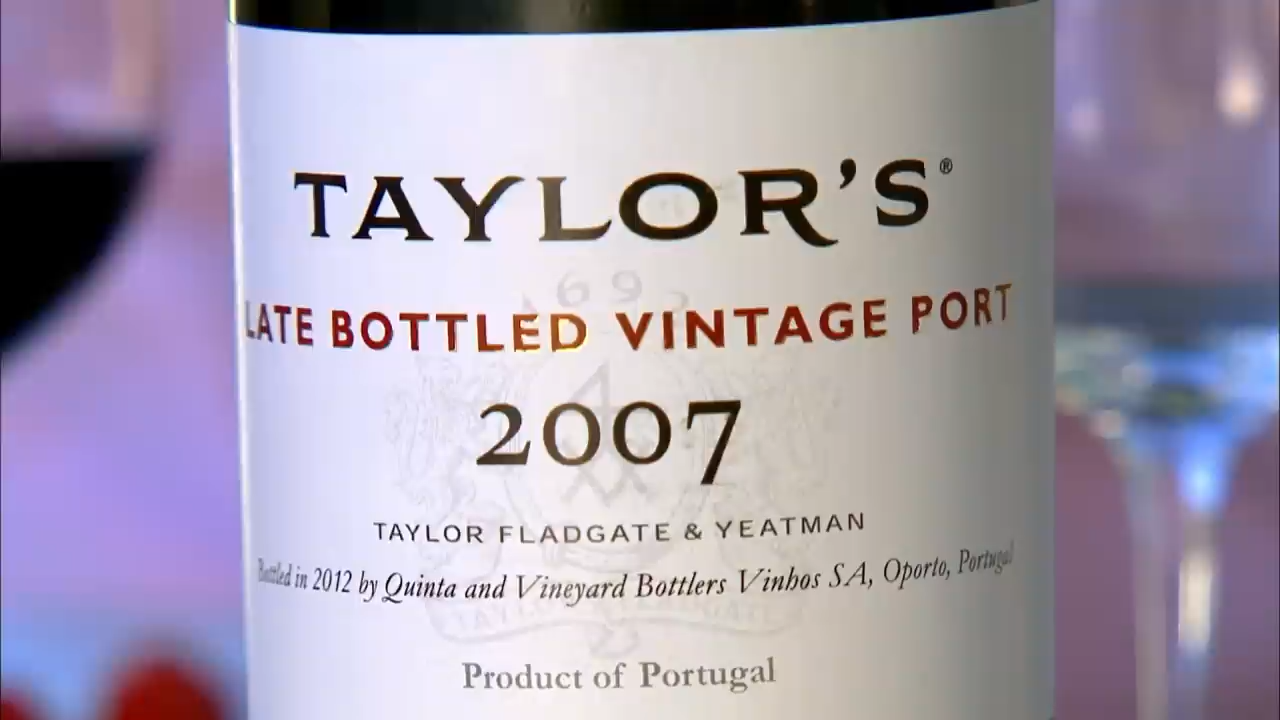 TAYLOR'S®
1692
LATE BOTTLED VINTAGE PORT
2007
TAYLOR FLADGATE & YEATMAN
Bottled in 2012 by Quinta and Vineyard Bottlers Vinhos SA, Oporto, Portugal
Product of Portugal